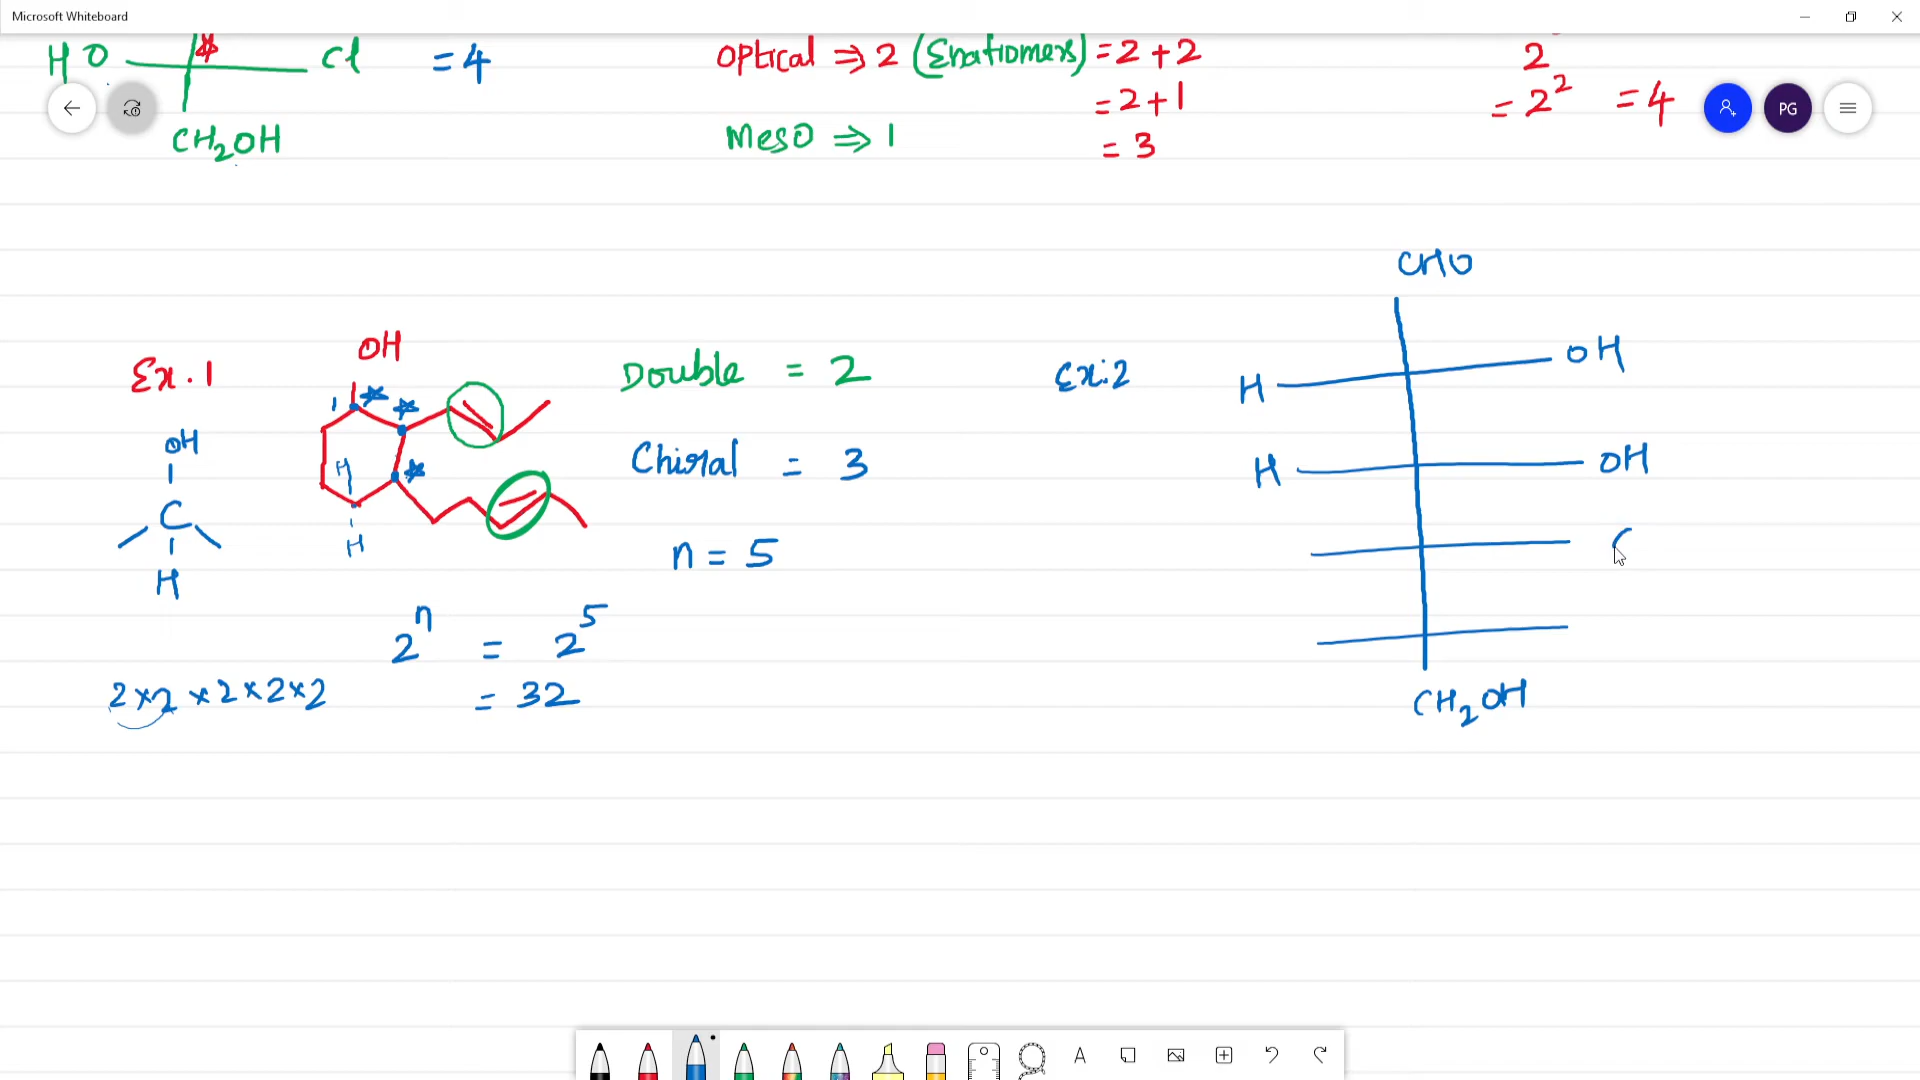 Microsoft Whiteboard
HO Cl = 4
CH2OH
Optical ⇒ 2 (Enatiomers) = 2 + 2
= 2 + 1
Meso ⇒ 1
= 3
2
= 2² = 4
PG
Ex. 1
OH
1
OH
C
H
H
H
Double = 2
Chiral = 3
n = 5
2ⁿ = 2⁵
2×2×2×2×2 = 32
Ex:2
CHO
H OH
H OH
CH2OH
A